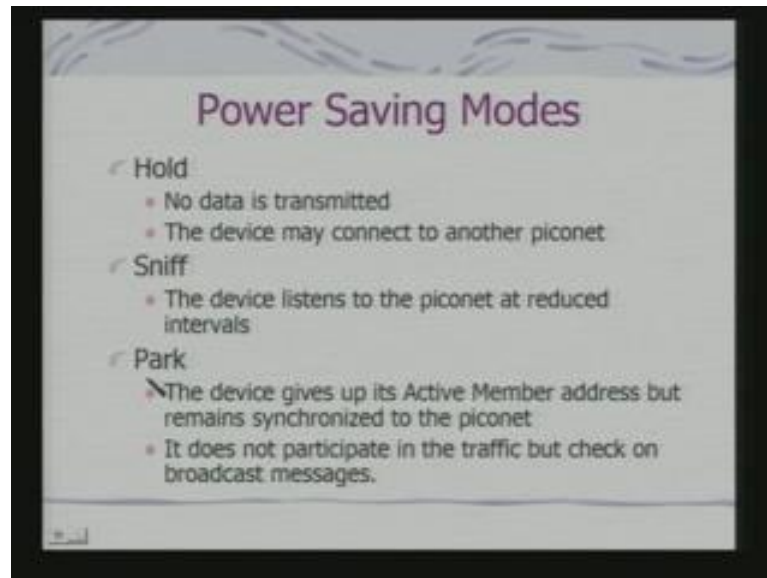 Power Saving Modes
Hold
No data is transmitted
The device may connect to another piconet
Sniff
The device listens to the piconet at reduced
intervals
Park
The device gives up its Active Member address but
remains synchronized to the piconet
It does not participate in the traffic but check on
broadcast messages.